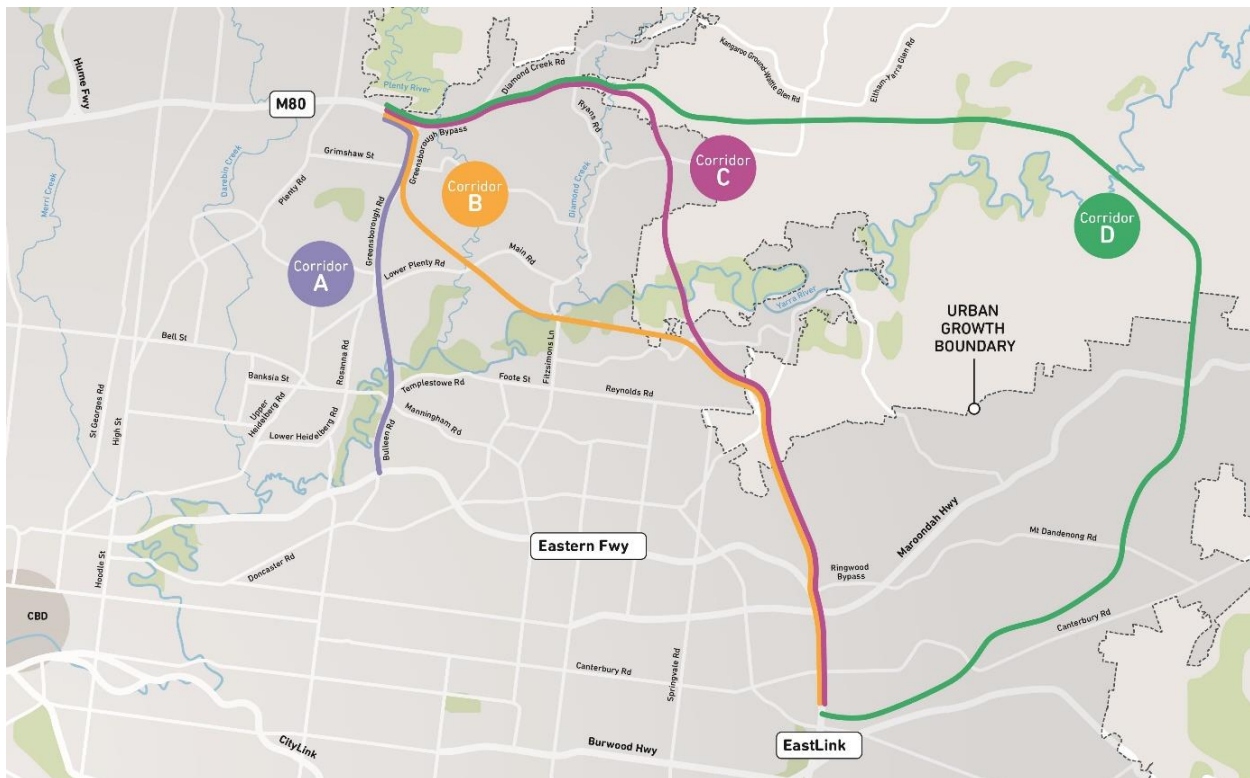 Hume Fwy
M80
Plenty River
Diamond Creek Rd
Kangaroo Ground-Wattle Glen Rd
Eltham-Yarra Glen Rd
Ryans Rd
Greensborough Bypass
Grimshaw St
Merri Creek
Darebin Creek
Plenty Rd
Corridor
B
Corridor
C
Corridor
D
Diamond Creek
Greensborough Rd
Corridor
A
Lower Plenty Rd
Main Rd
Yarra River
URBAN
GROWTH
BOUNDARY
Bell St
Rosanna Rd
Fitzsimons Ln
Banksia St
Templestowe Rd
Foote St
Reynolds Rd
St Georges Rd
High St
Upper
Heidelberg Rd
Lower Heidelberg Rd
Bulleen Rd
Manningham Rd
Maroondah Hwy
Eastern Fwy
Mt Dandenong Rd
Hoddle St
Doncaster Rd
Ringwood
Bypass
CBD
Canterbury Rd
Canterbury Rd
Springvale Rd
CityLink
Burwood Hwy
EastLink